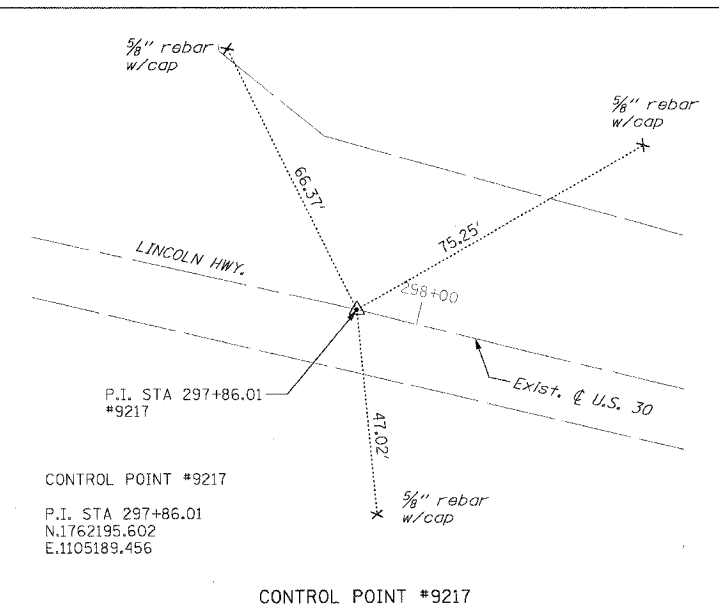 5/8" rebar
w/cap
5/8" rebar
w/cap
66.37'
75.25'
LINCOLN HWY.
298+00
P.I. STA 297+86.01
#9217
Exist. ℄ U.S. 30
47.02'
CONTROL POINT #9217
P.I. STA 297+86.01
N.1762195.602
E.1105189.456
5/8" rebar
w/cap
CONTROL POINT #9217